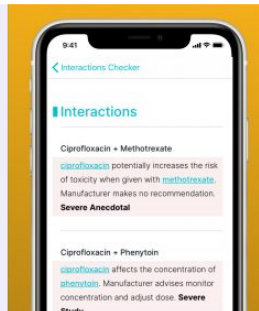 9:41
Interactions Checker
Interactions
Ciprofloxacin + Methotrexate
ciprofloxacin potentially increases the risk
of toxicity when given with methotrexate.
Manufacturer makes no recommendation.
Severe Anecdotal
Ciprofloxacin + Phenytoin
ciprofloxacin affects the concentration of
phenytoin. Manufacturer advises monitor
concentration and adjust dose. Severe
Study